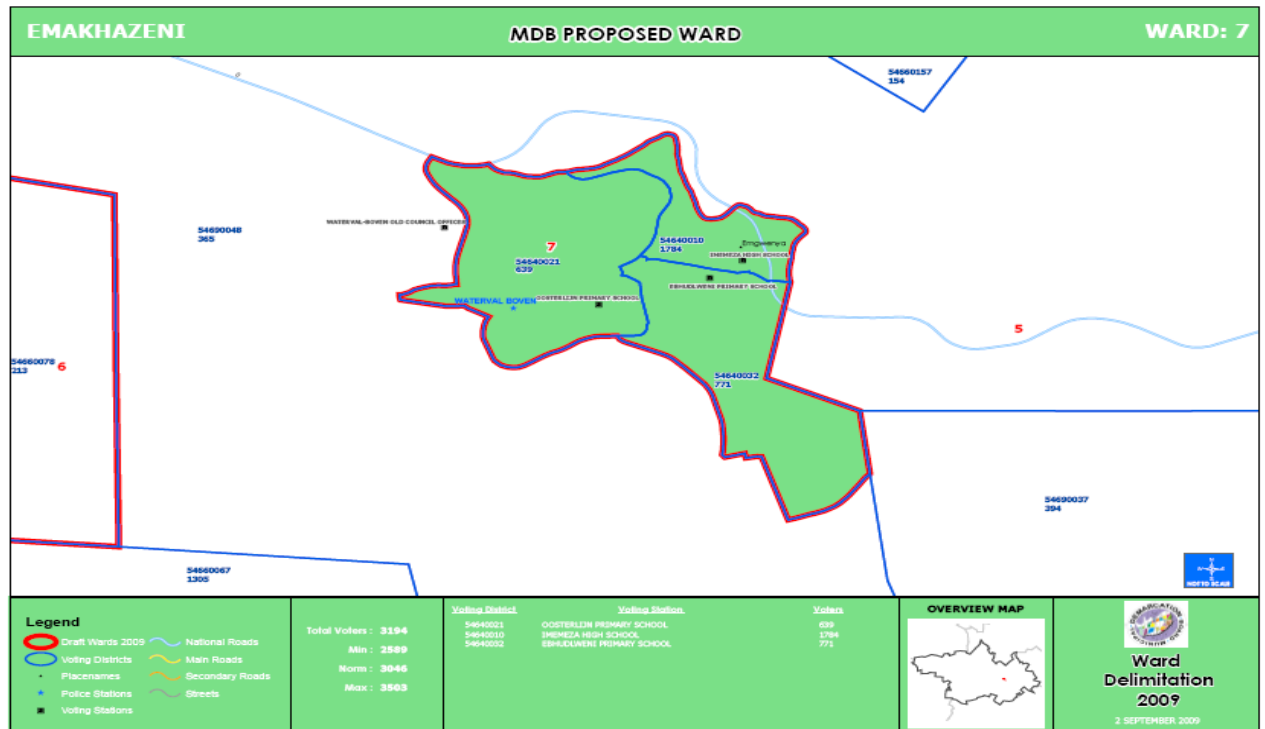 EMAKHAZENI
MDB PROPOSED WARD
WARD: 7
54660157
154
54690048
365
WATERVAL-BOVEN OLD COUNCIL OFFICES
7
54640021
639
54640010
1784
Emgwenya
IMEMEZA HIGH SCHOOL
EBHUDLWENI PRIMARY SCHOOL
WATERVAL BOVEN
OOSTERLIJN PRIMARY SCHOOL
5
54660078
213
6
54640032
771
54690037
394
54660067
1305
N
NOT TO SCALE
Legend
Draft Wards 2009
National Roads
Voting Districts
Main Roads
Placenames
Secondary Roads
Police Stations
Streets
Voting Stations
Total Voters : 3194
Min : 2589
Norm : 3046
Max : 3503
Voting District Voting Station Voters
54640021 OOSTERLIJN PRIMARY SCHOOL 639
54640010 IMEMEZA HIGH SCHOOL 1784
54640032 EBHUDLWENI PRIMARY SCHOOL 771
OVERVIEW MAP
MUNICIPAL DEMARCATION BOARD
Ward
Delimitation
2009
2 SEPTEMBER 2009